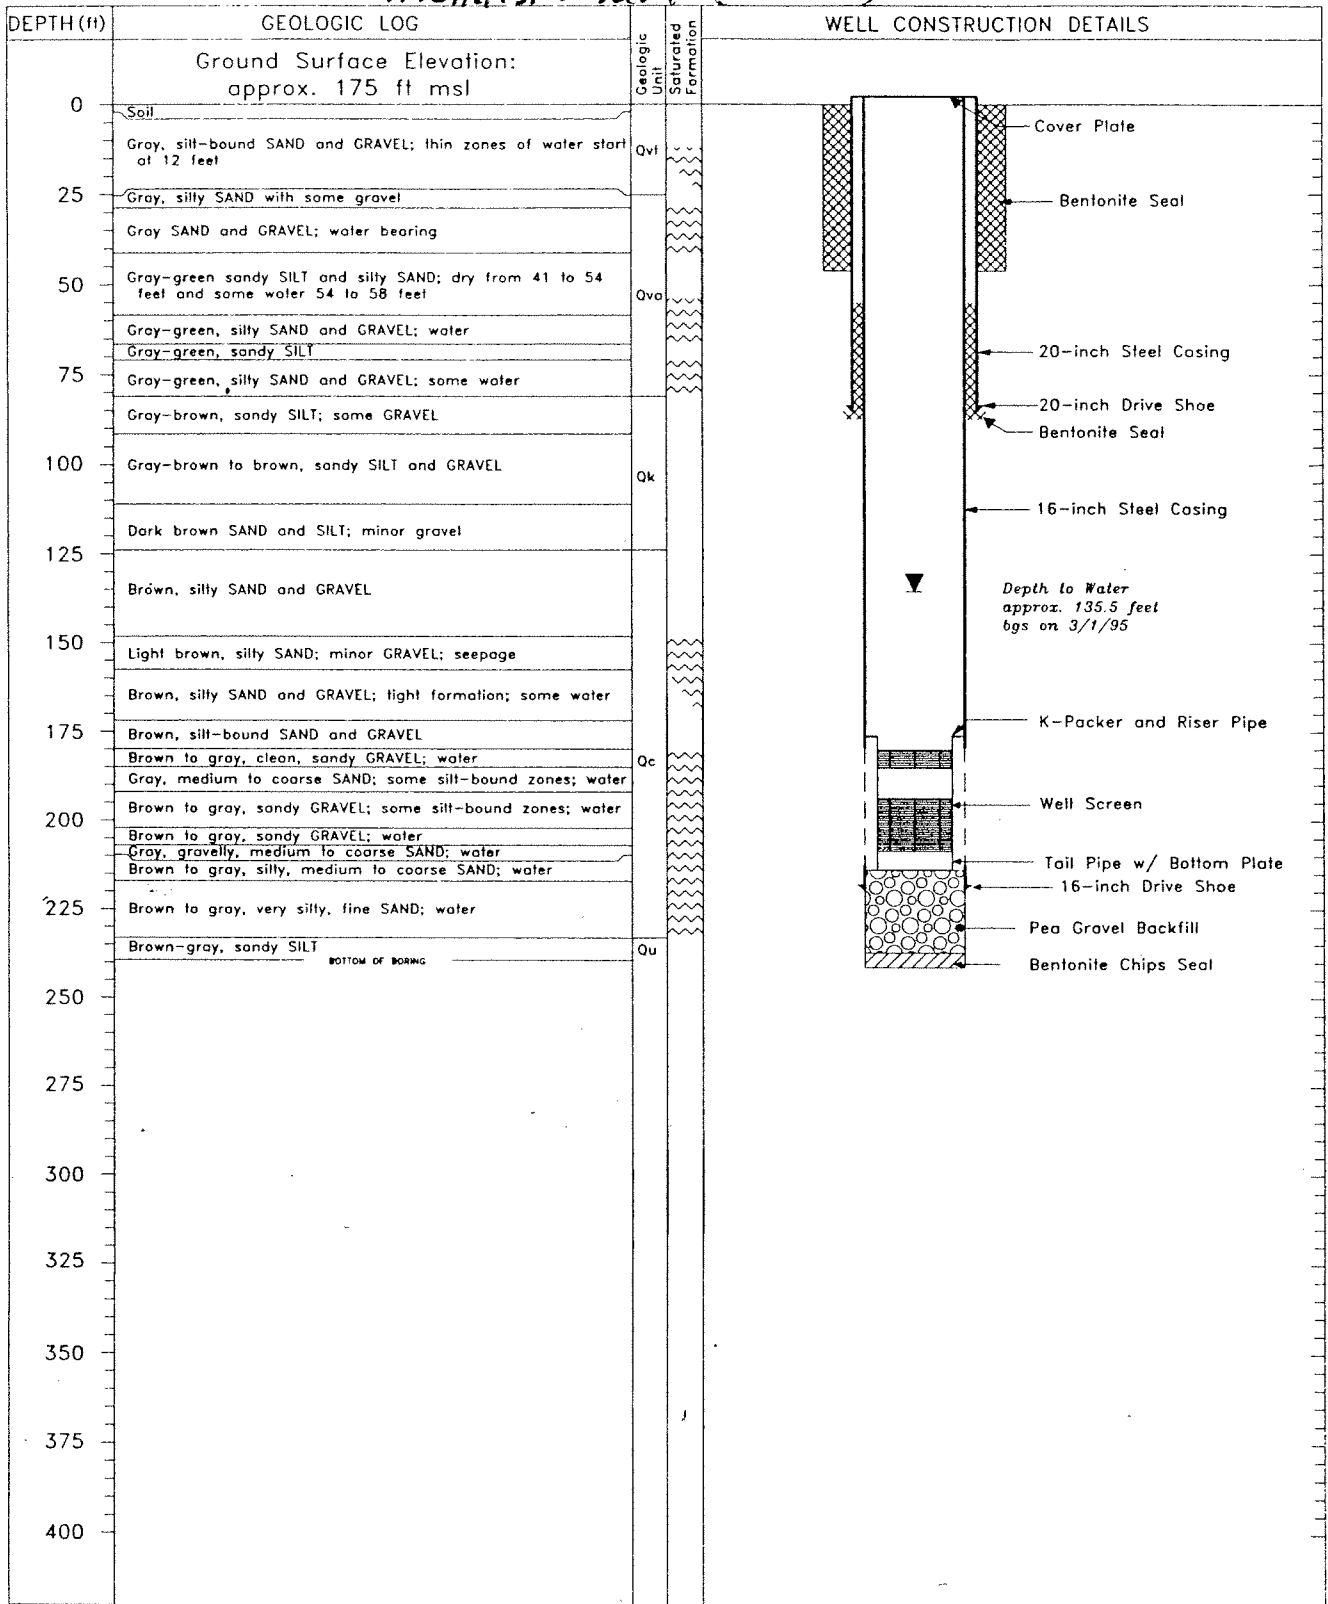 DEPTH (ft)
GEOLOGIC LOG
Geologic Unit
Saturated Formation
WELL CONSTRUCTION DETAILS
Ground Surface Elevation:
approx. 175 ft msl
0
Soil
Gray, silt-bound SAND and GRAVEL; thin zones of water start
at 12 feet
Qvt
25
Gray, silty SAND with some gravel
Gray SAND and GRAVEL; water bearing
50
Gray-green sandy SILT and silty SAND; dry from 41 to 54
feet and some water 54 to 58 feet
Qva
Gray-green, silty SAND and GRAVEL; water
Gray-green, sandy SILT
75
Gray-green, silty SAND and GRAVEL; some water
Gray-brown, sandy SILT; some GRAVEL
100
Gray-brown to brown, sandy SILT and GRAVEL
Qk
Dark brown SAND and SILT; minor gravel
125
Brown, silty SAND and GRAVEL
150
Light brown, silty SAND; minor GRAVEL; seepage
Brown, silty SAND and GRAVEL; tight formation; some water
175
Brown, silt-bound SAND and GRAVEL
Brown to gray, clean, sandy GRAVEL; water
Qc
Gray, medium to coarse SAND; some silt-bound zones; water
Brown to gray, sandy GRAVEL; some silt-bound zones; water
200
Brown to gray, sandy GRAVEL; water
Gray, gravelly, medium to coarse SAND; water
Brown to gray, silty, medium to coarse SAND; water
225
Brown to gray, very silty, fine SAND; water
Brown-gray, sandy SILT
Qu
BOTTOM OF BORING
250
275
300
325
350
375
400
Cover Plate
Bentonite Seal
20-inch Steel Casing
20-inch Drive Shoe
Bentonite Seal
16-inch Steel Casing
Depth to Water
approx. 135.5 feet
bgs on 3/1/95
K-Packer and Riser Pipe
Well Screen
Tail Pipe w/ Bottom Plate
16-inch Drive Shoe
Pea Gravel Backfill
Bentonite Chips Seal